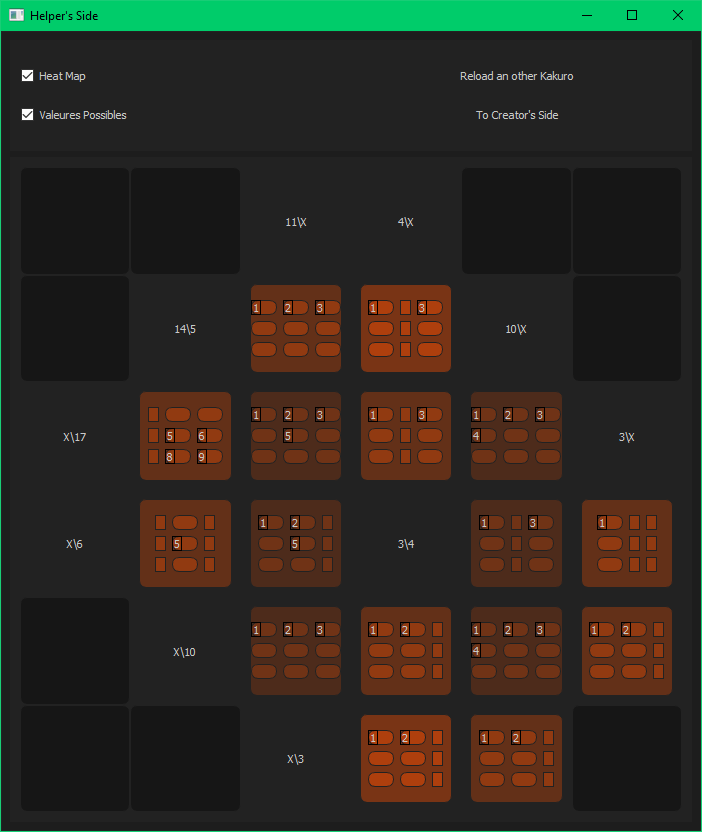 Helper's Side
Heat Map
Reload an other Kakuro
Valeures Possibles
To Creator's Side
11\X 4\X
14\5 1 2 3 1 3 10\X
X\17 5 6 8 9 1 2 3 5 1 3 1 2 3 4 3\X
X\6 5 1 2 5 3\4 1 3 1
X\10 1 2 3 1 2 1 2 3 4 1 2
X\3 1 2 1 2